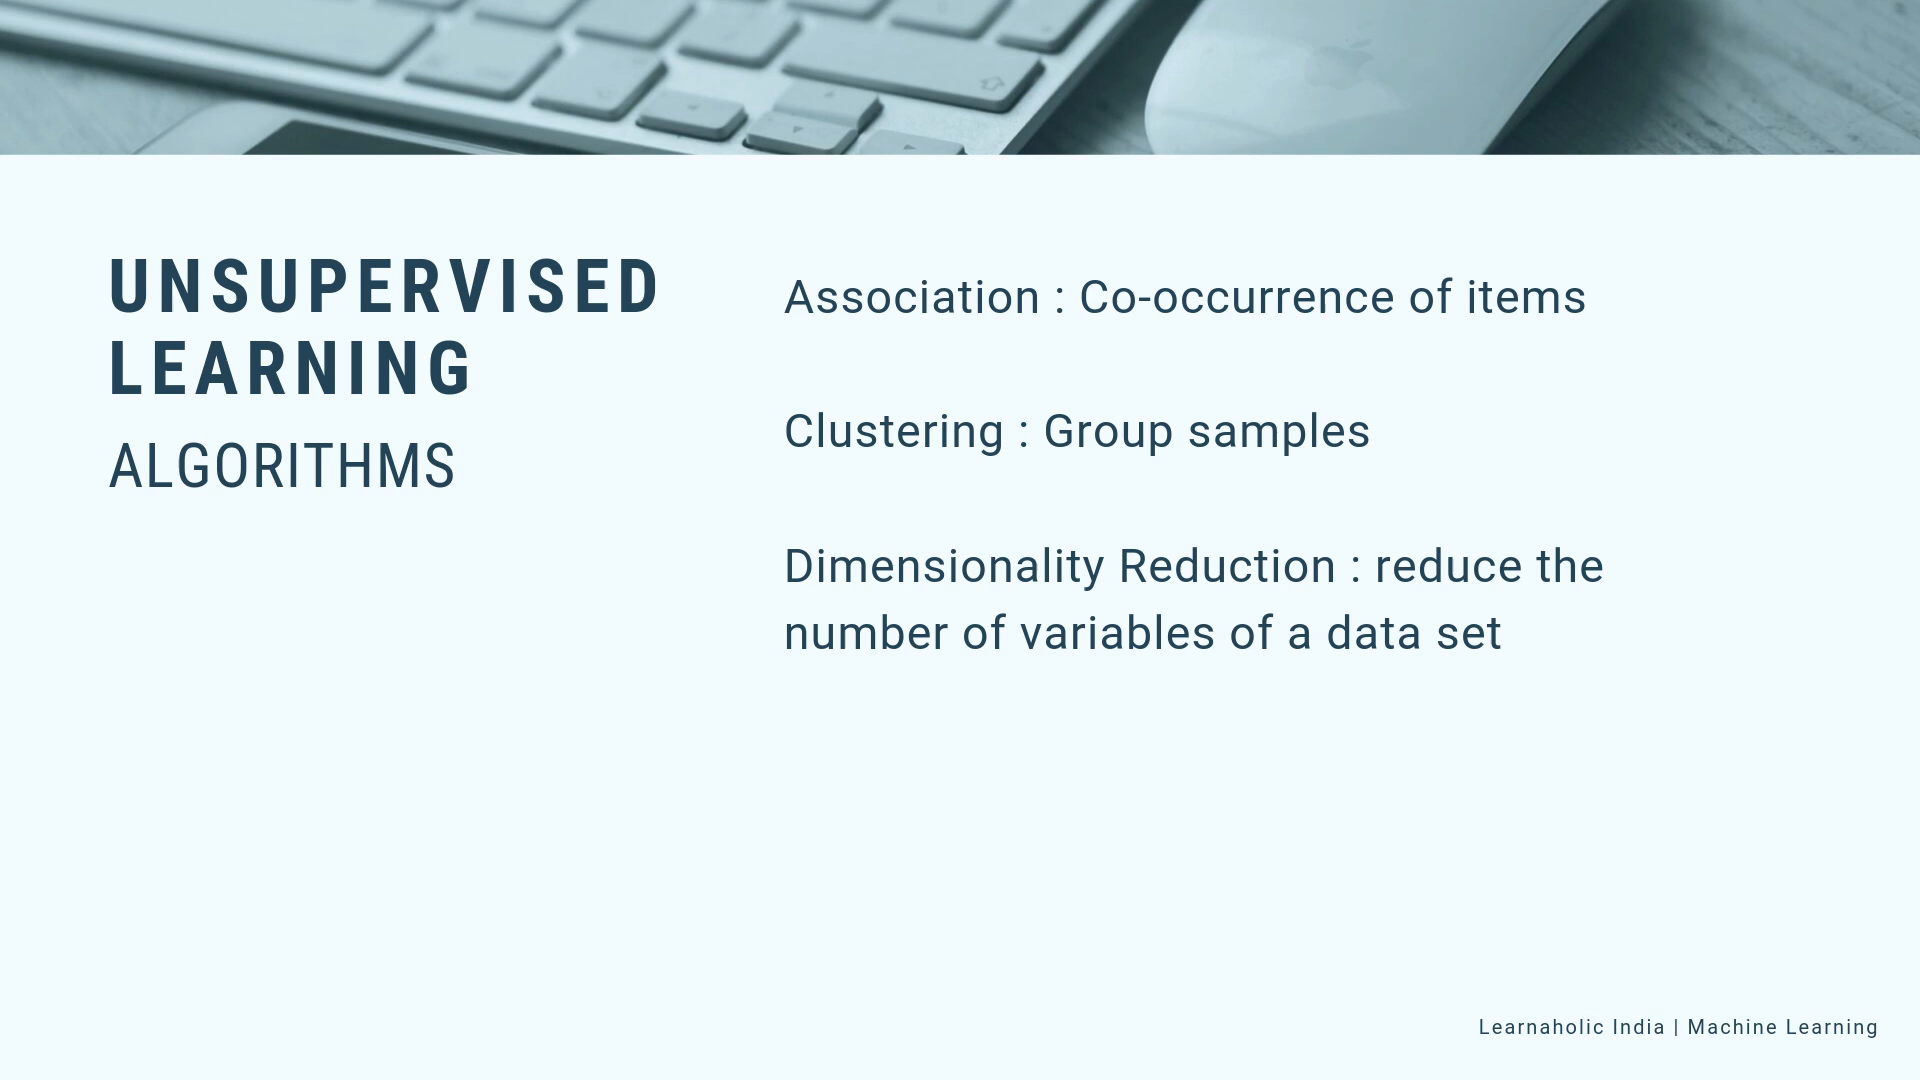 UNSUPERVISED
LEARNING
ALGORITHMS
Association : Co-occurrence of items
Clustering : Group samples
Dimensionality Reduction : reduce the
number of variables of a data set
Learnaholic India | Machine Learning